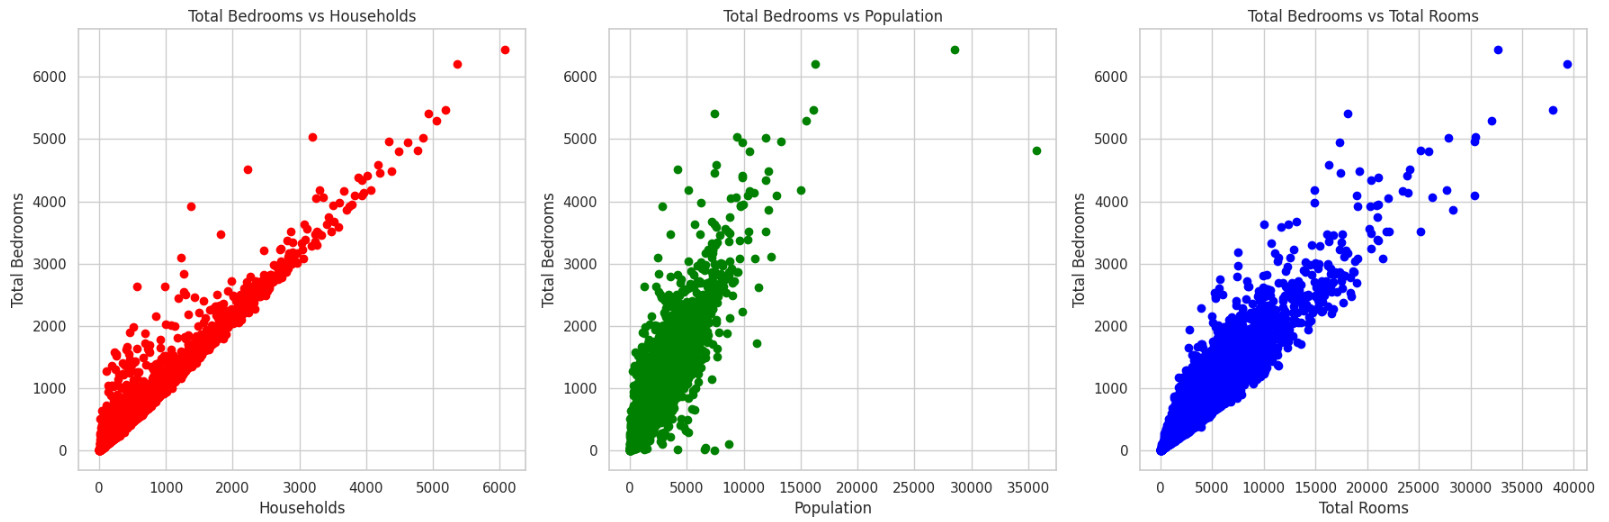 Total Bedrooms vs Households
Total Bedrooms
6000
5000
4000
3000
2000
1000
0
0 1000 2000 3000 4000 5000 6000
Households
Total Bedrooms vs Population
Total Bedrooms
6000
5000
4000
3000
2000
1000
0
0 5000 10000 15000 20000 25000 30000 35000
Population
Total Bedrooms vs Total Rooms
Total Bedrooms
6000
5000
4000
3000
2000
1000
0
0 5000 10000 15000 20000 25000 30000 35000 40000
Total Rooms